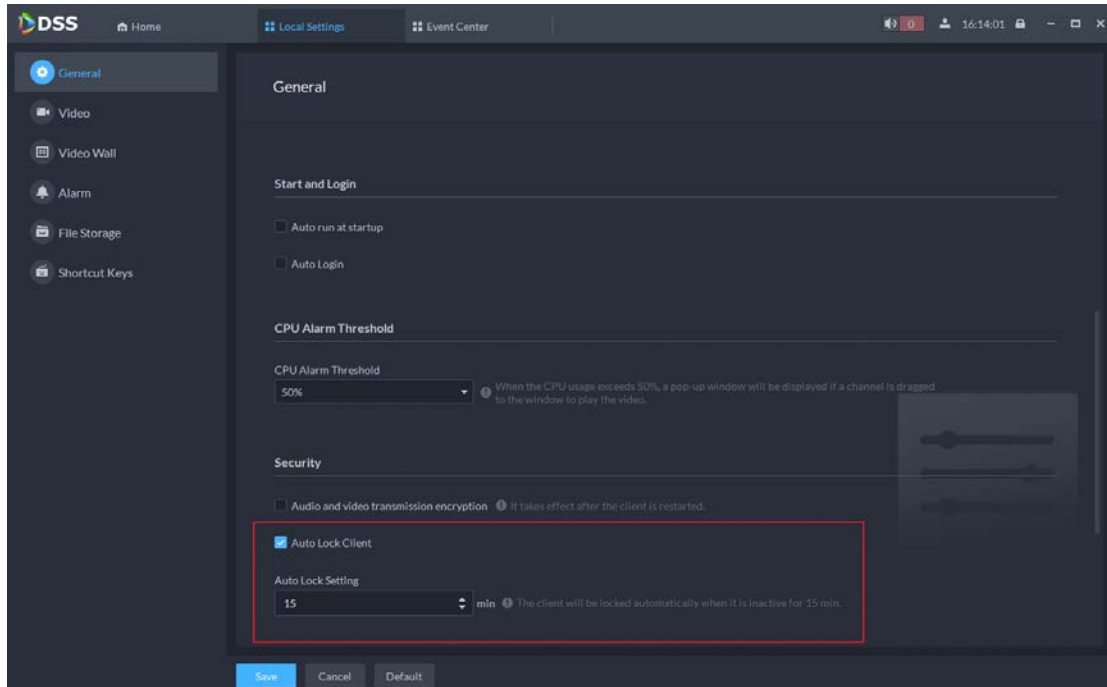 DSS
Home
Local Settings
Event Center
0
16:14:01
General
Video
Video Wall
Alarm
File Storage
Shortcut Keys
General
Start and Login
Auto run at startup
Auto Login
CPU Alarm Threshold
CPU Alarm Threshold
50%
When the CPU usage exceeds 50%, a pop-up window will be displayed if a channel is dragged
to the window to play the video.
Security
Audio and video transmission encryption It takes effect after the client is restarted.
Auto Lock Client
Auto Lock Setting
15 min The client will be locked automatically when it is inactive for 15 min.
Save Cancel Default